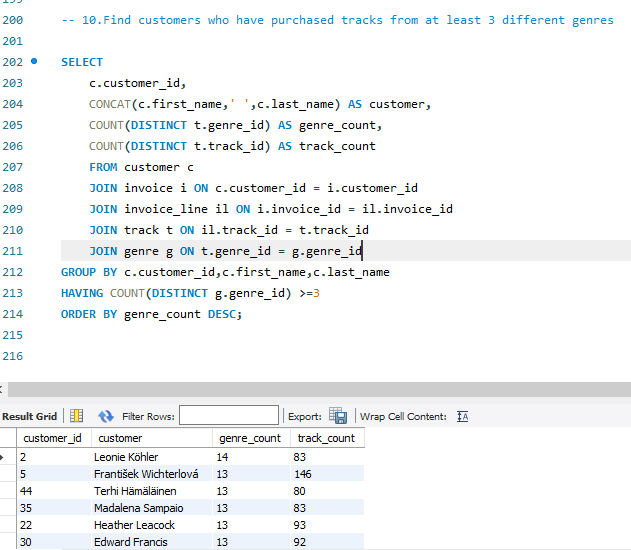 200 -- 10.Find customers who have purchased tracks from at least 3 different genres
201
202 SELECT
203 c.customer_id,
204 CONCAT(c.first_name,' ',c.last_name) AS customer,
205 COUNT(DISTINCT t.genre_id) AS genre_count,
206 COUNT(DISTINCT t.track_id) AS track_count
207 FROM customer c
208 JOIN invoice i ON c.customer_id = i.customer_id
209 JOIN invoice_line il ON i.invoice_id = il.invoice_id
210 JOIN track t ON il.track_id = t.track_id
211 JOIN genre g ON t.genre_id = g.genre_id
212 GROUP BY c.customer_id,c.first_name,c.last_name
213 HAVING COUNT(DISTINCT g.genre_id) >=3
214 ORDER BY genre_count DESC;
215
216
Result Grid Filter Rows: Export: Wrap Cell Content:
customer_id customer genre_count track_count
2 Leonie Köhler 14 83
5 František Wichterlová 13 146
44 Terhi Hämäläinen 13 80
35 Madalena Sampaio 13 83
22 Heather Leacock 13 93
30 Edward Francis 13 92